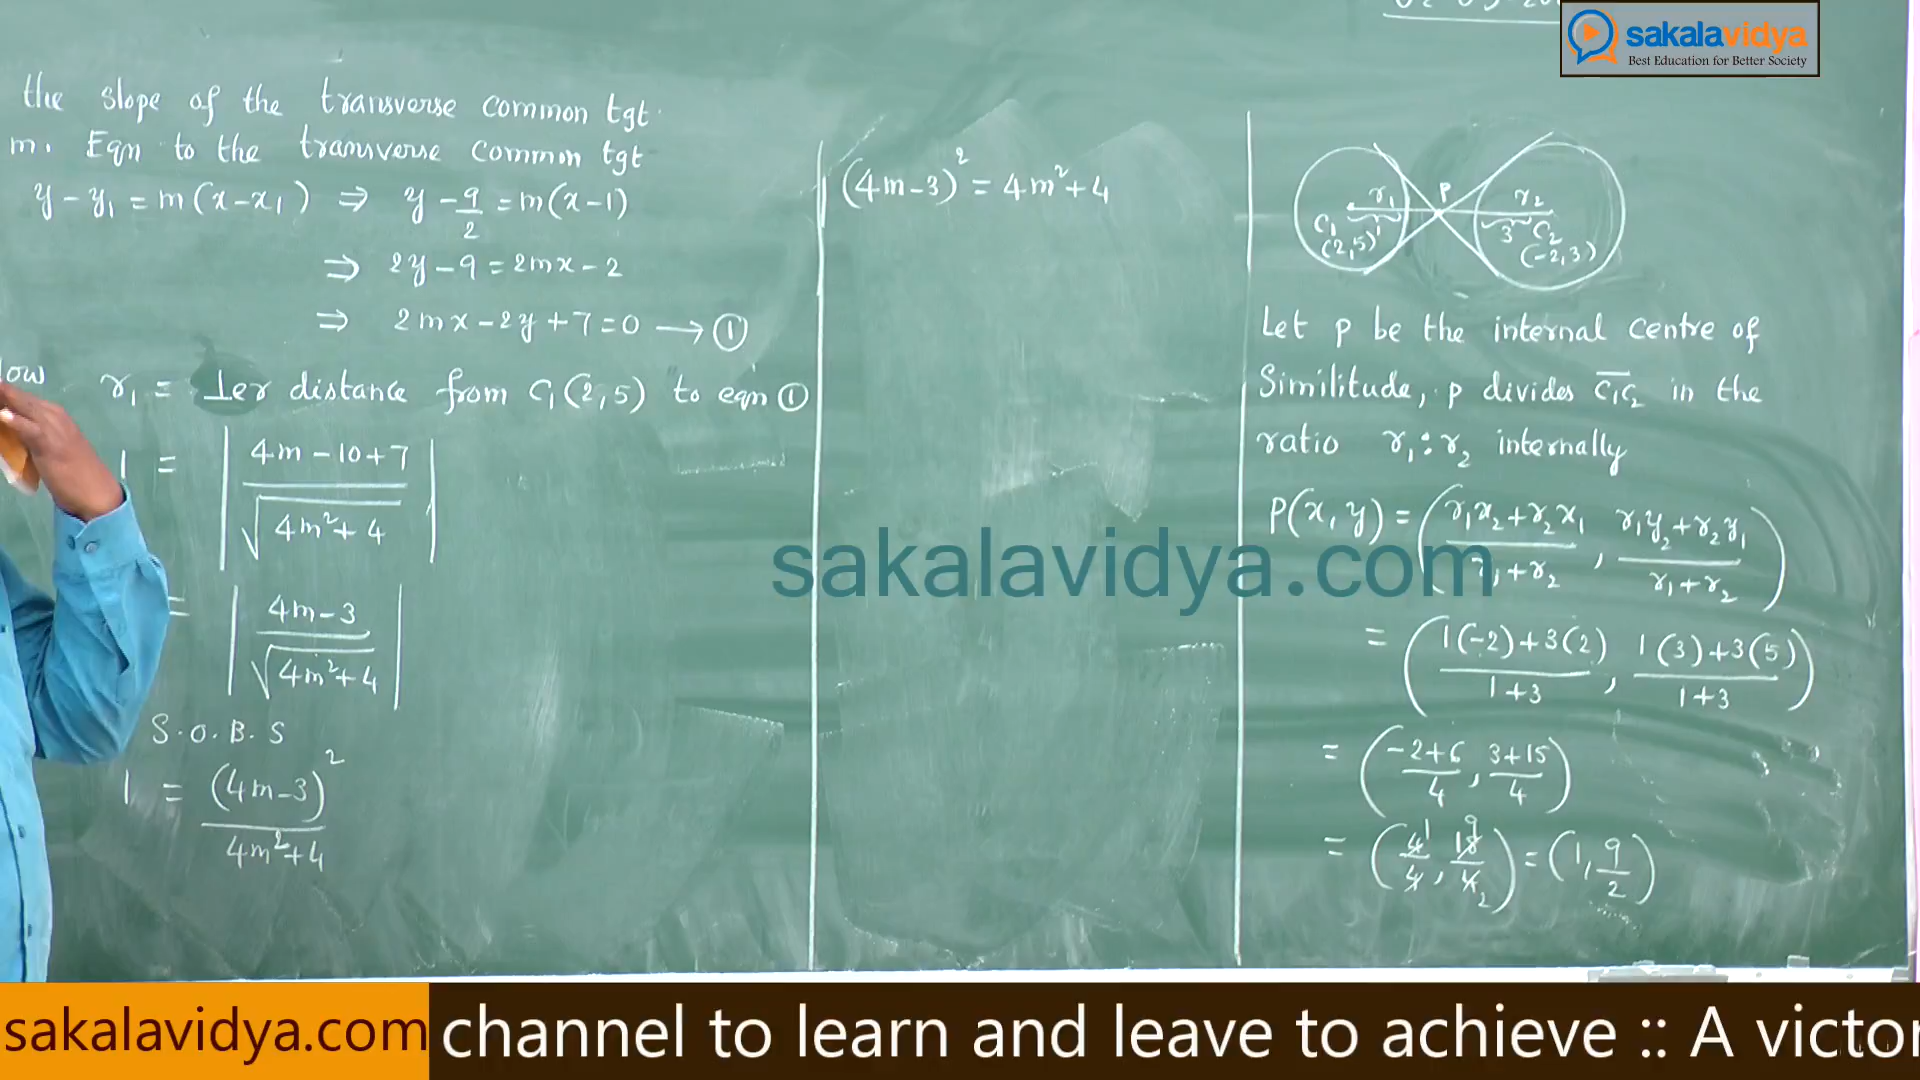 sakalavidya
Best Education for Better Society
the slope of the transverse common tgt.
m. Eqn to the transverse common tgt
y - y₁ = m(x - x₁) ⇒ y - 9/2 = m(x - 1)
⇒ 2y - 9 = 2mx - 2
⇒ 2mx - 2y + 7 = 0 → ①
r₁ = ⊥er distance from C₁(2,5) to eqn ①
1 = |(4m - 10 + 7)/√(4m² + 4)|
= |(4m - 3)/√(4m² + 4)|
S.O.B.S
1 = (4m - 3)²/(4m² + 4)
(4m - 3)² = 4m² + 4
r₁ P r₂
C₁ 1 3 C₂
(2,5) (-2,3)
Let P be the internal centre of
Similitude, P divides C₁C₂ in the
ratio r₁ : r₂ internally
P(x, y) = ((r₁x₂ + r₂x₁)/(r₁ + r₂), (r₁y₂ + r₂y₁)/(r₁ + r₂))
= ((1(-2) + 3(2))/(1 + 3), (1(3) + 3(5))/(1 + 3))
= ((-2 + 6)/4, (3 + 15)/4)
= (4/4, 18/4) = (1, 9/2)
sakalavidya.com
sakalavidya.com channel to learn and leave to achieve :: A